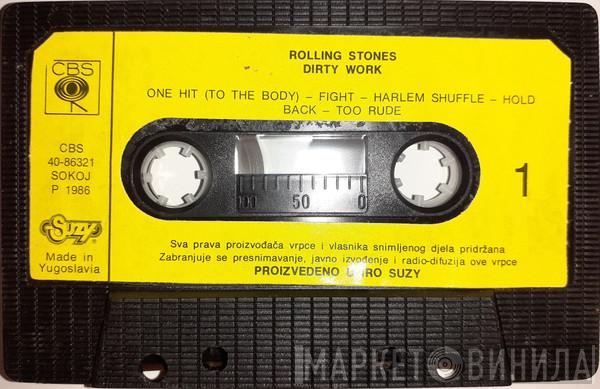 ROLLING STONES
DIRTY WORK
CBS
ONE HIT (TO THE BODY) – FIGHT – HARLEM SHUFFLE – HOLD
BACK – TOO RUDE
CBS
40-86321
SOKOJ
P 1986
1
100 50 0
Suzy
Made in
Yugoslavia
Sva prava proizvođača vrpce i vlasnika snimljenog djela pridržana
Zabranjuje se presnimavanje, javno izvođenje i radio-difuzija ove vrpce
PROIZVEDENO U RO SUZY
МАРКЕТ ВИНИЛА